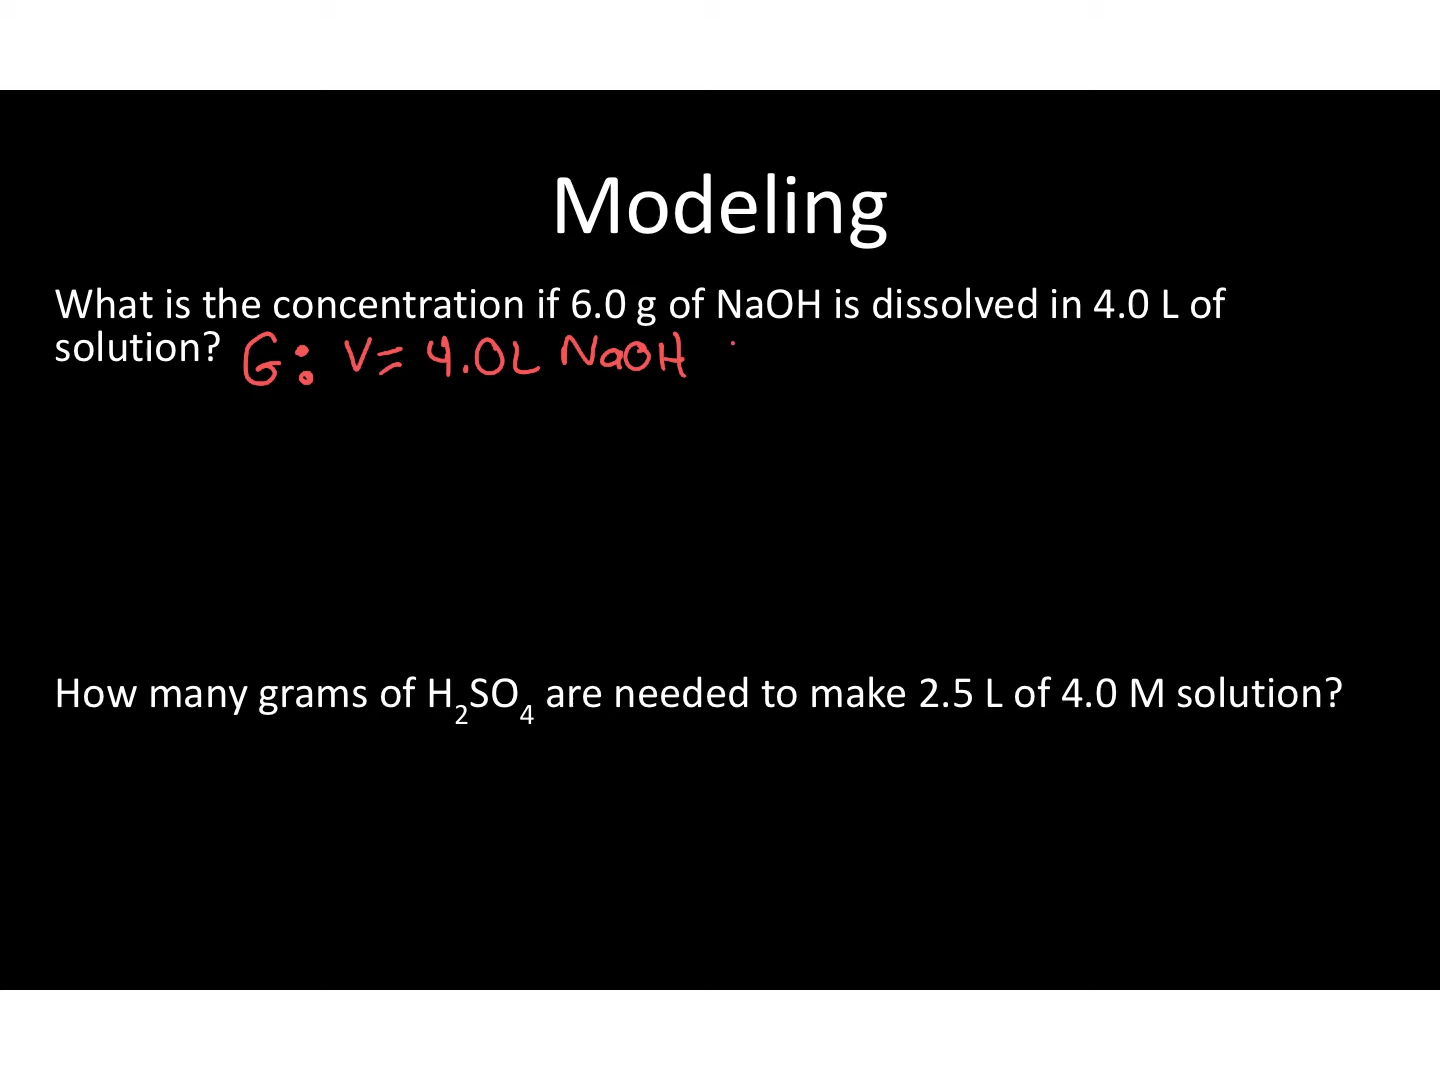 Modeling
What is the concentration if 6.0 g of NaOH is dissolved in 4.0 L of
solution? G: V= 4.0L NaOH
How many grams of H₂SO₄ are needed to make 2.5 L of 4.0 M solution?